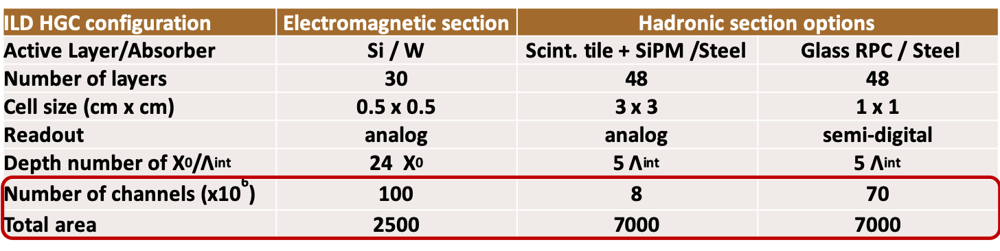 ILD HGC configuration Electromagnetic section Hadronic section options
Active Layer/Absorber Si / W Scint. tile + SiPM /Steel Glass RPC / Steel
Number of layers 30 48 48
Cell size (cm x cm) 0.5 x 0.5 3 x 3 1 x 1
Readout analog analog semi-digital
Depth number of X0/Λint 24 X0 5 Λint 5 Λint
Number of channels (x10⁶) 100 8 70
Total area 2500 7000 7000